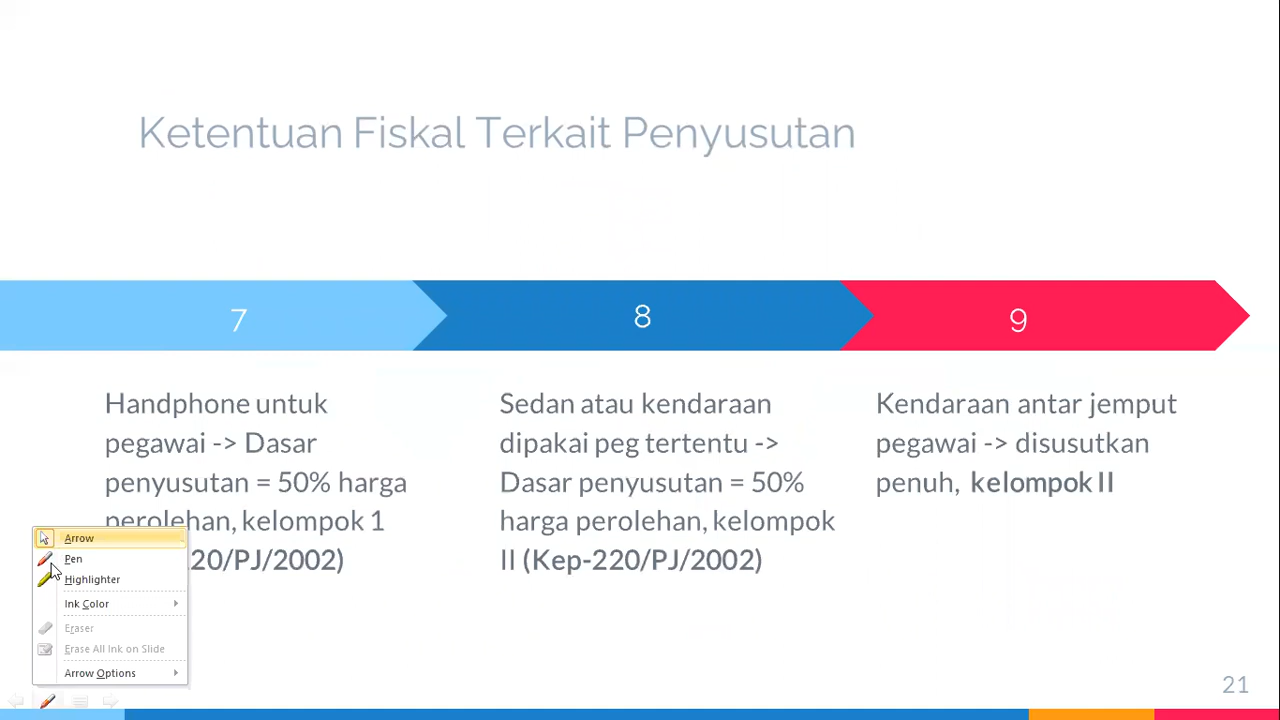 Ketentuan Fiskal Terkait Penyusutan
7
8
9
Handphone untuk
pegawai -> Dasar
penyusutan = 50% harga
perolehan, kelompok 1
20/PJ/2002)
Sedan atau kendaraan
dipakai peg tertentu ->
Dasar penyusutan = 50%
harga perolehan, kelompok
II (Kep-220/PJ/2002)
Kendaraan antar jemput
pegawai -> disusutkan
penuh, kelompok II
Arrow
Pen
Highlighter
Ink Color
Eraser
Erase All Ink on Slide
Arrow Options
21